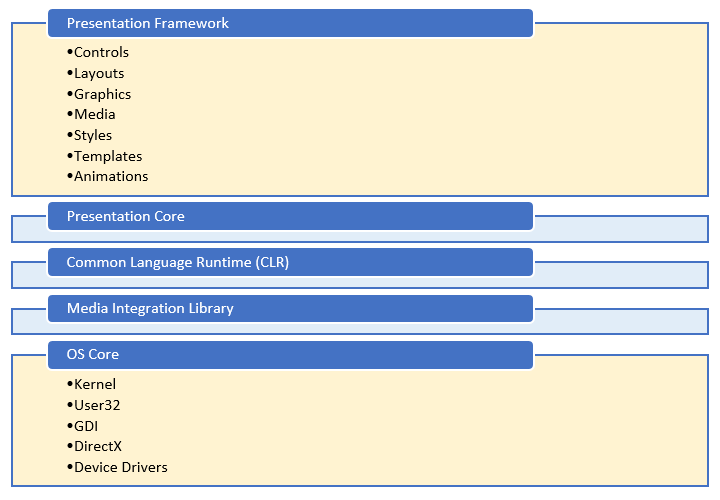 Presentation Framework
•Controls
•Layouts
•Graphics
•Media
•Styles
•Templates
•Animations
Presentation Core
Common Language Runtime (CLR)
Media Integration Library
OS Core
•Kernel
•User32
•GDI
•DirectX
•Device Drivers